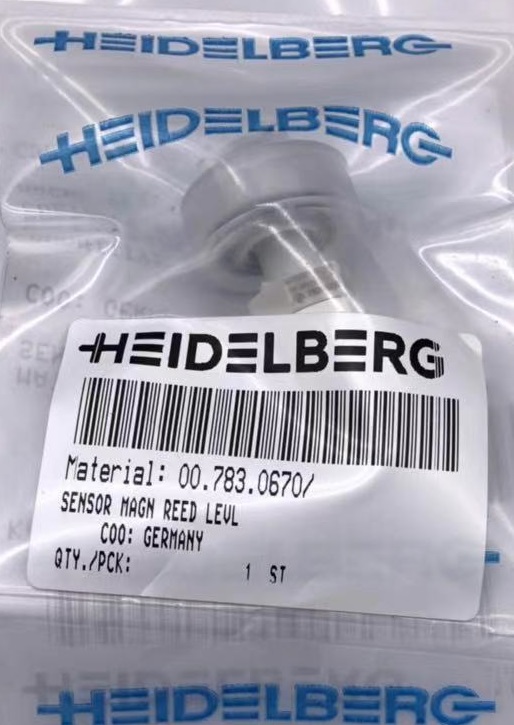 HEIDELBERG
HEIDELBERG
HEIDELBERG
Material: 00.783.0670/
SENSOR MAGN REED LEVL
COO: GERMANY
QTY./PCK: 1 ST
HEIDELBERG